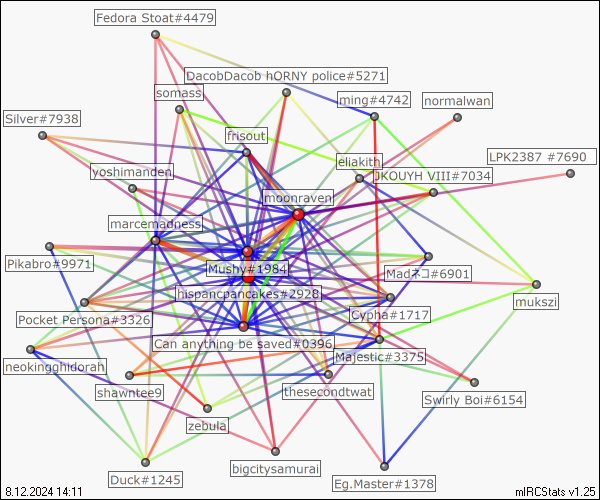 Fedora Stoat#4479
DacobDacob hORNY police#5271
somass
ming#4742
normalwan
Silver#7938
frisout
eliakith
LPK2387 #7690
yoshimanden
JKOUYH VIII#7034
moonraven
marcemadness
Pikabro#9971
Mushy#1984
Madネコ#6901
hispancpancakes#2928
mukszi
Pocket Persona#3326
Cypha#1717
Can anything be saved#0396
Majestic#3375
neokingghidorah
shawntee9
thesecondtwat
Swirly Boi#6154
zebula
bigcitysamurai
Duck#1245
Eg.Master#1378
8.12.2024 14:11
mIRCStats v1.25